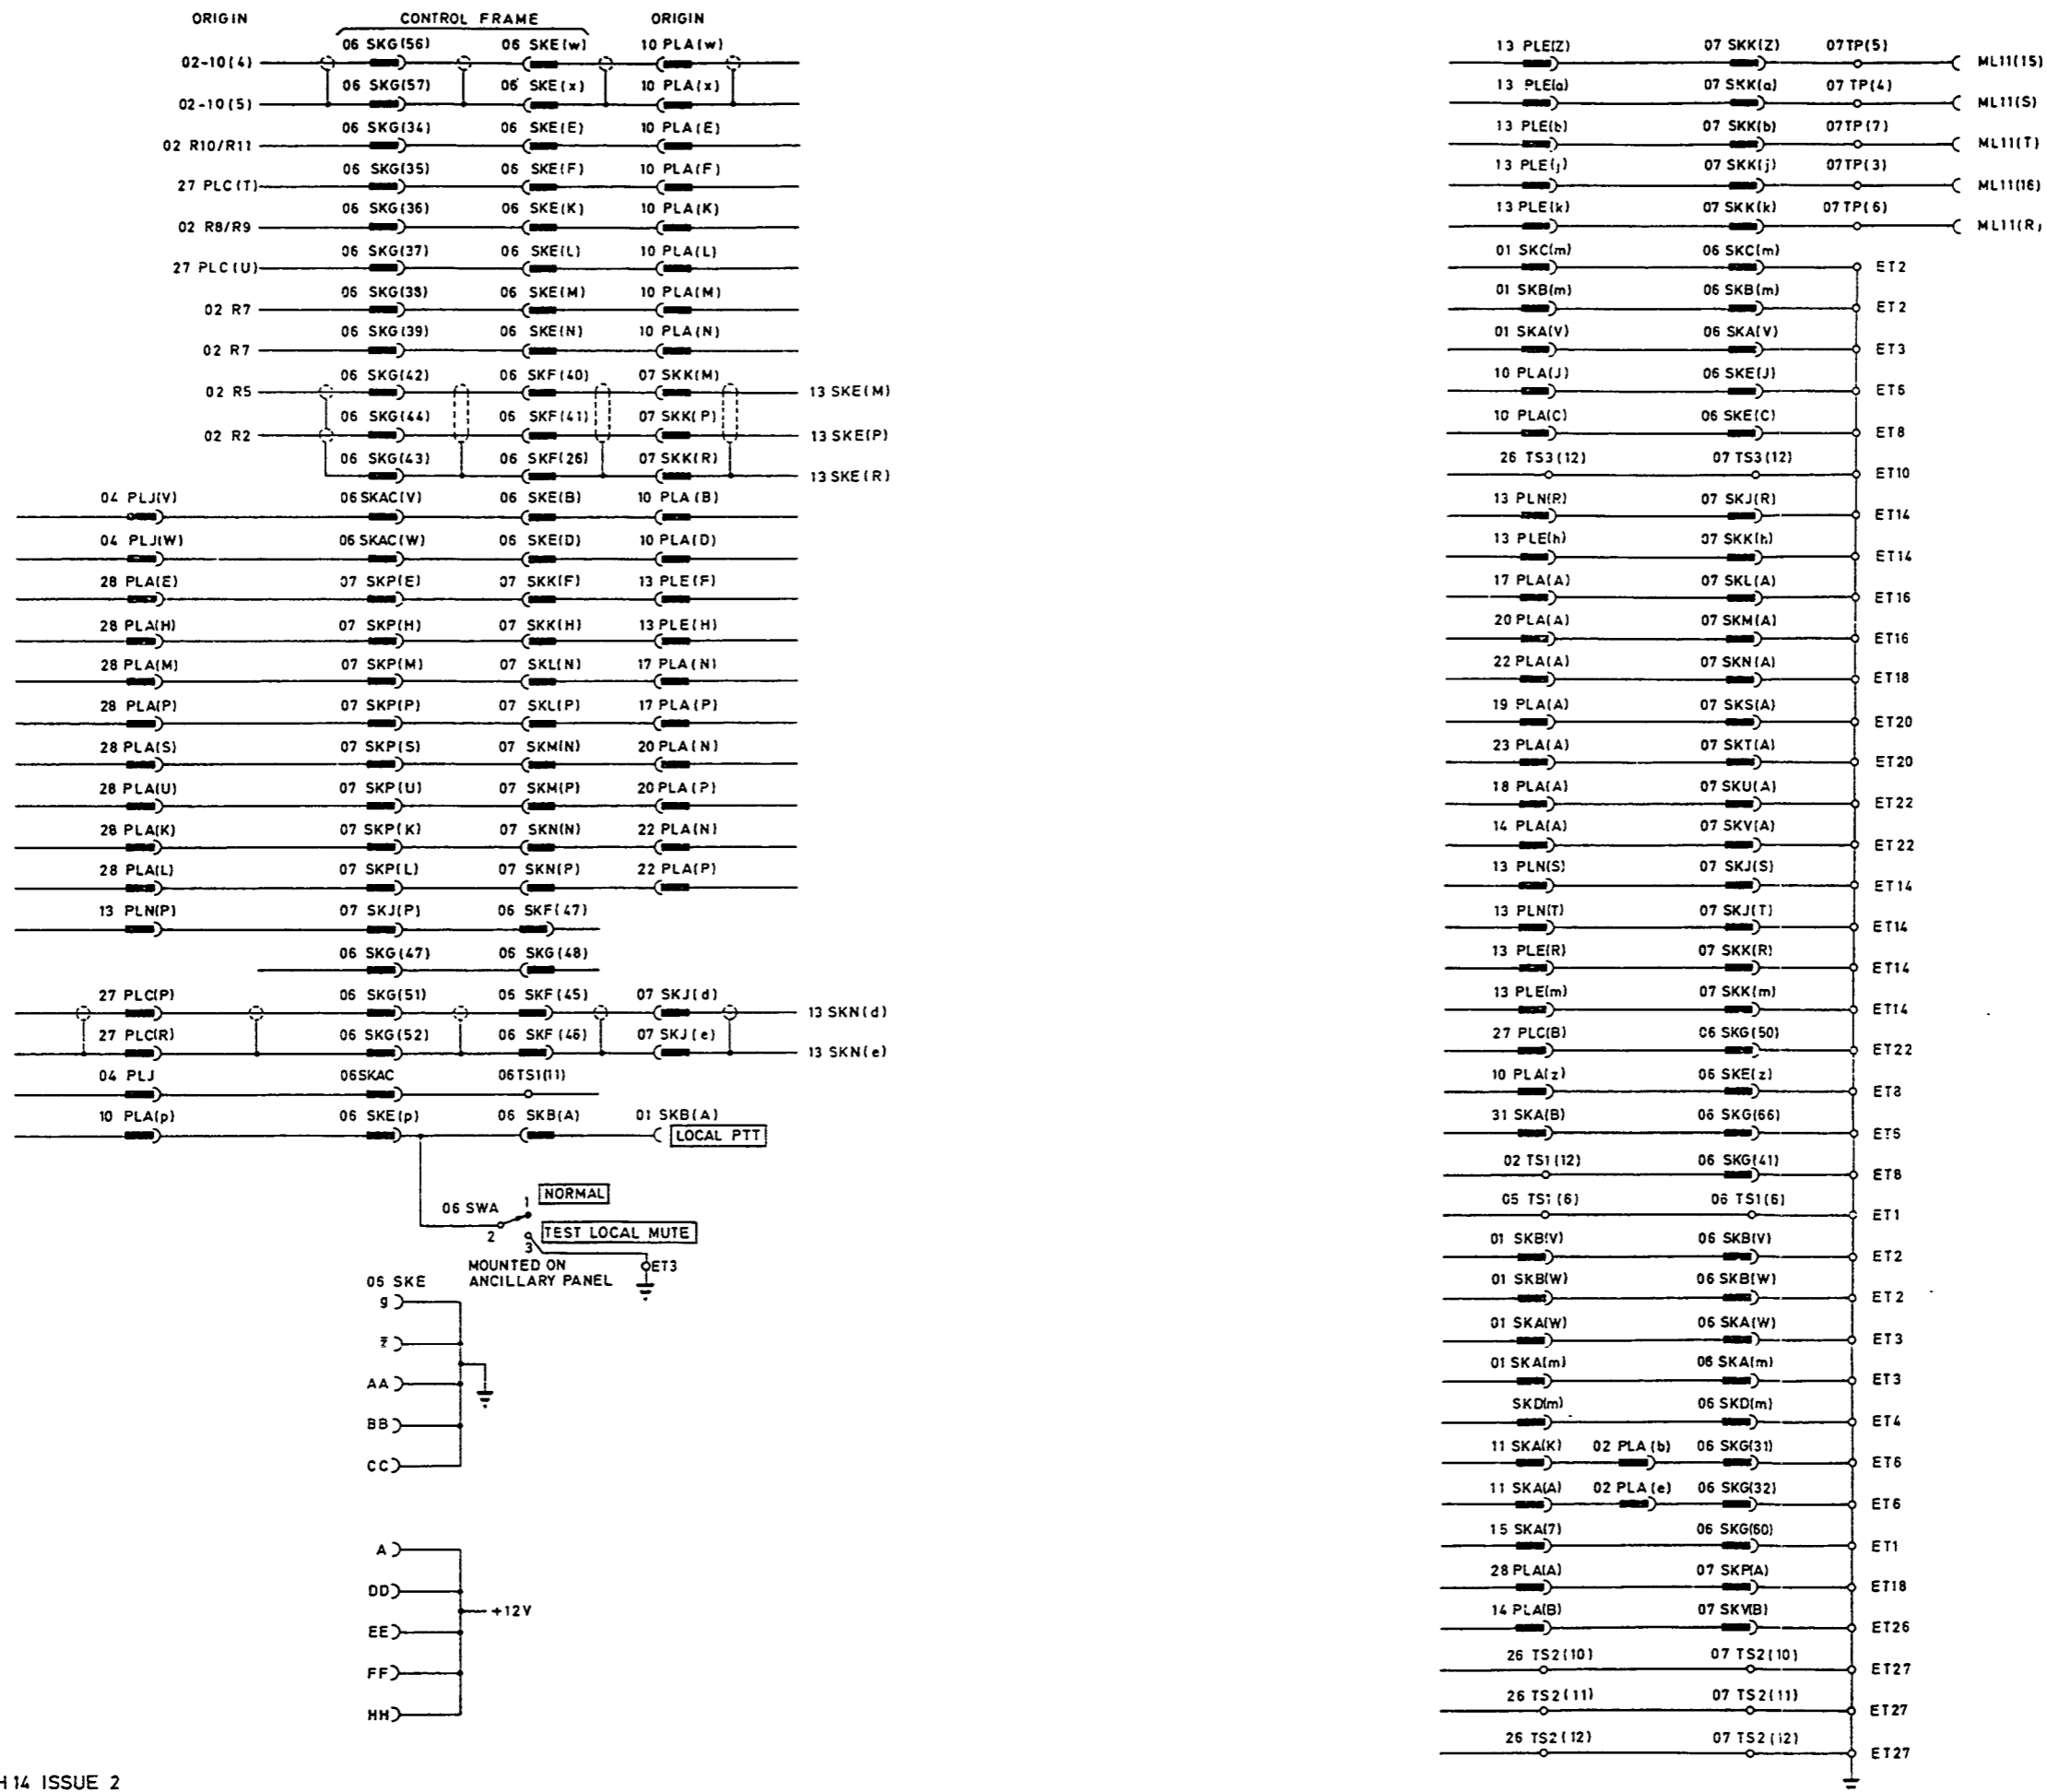 ORIGIN CONTROL FRAME ORIGIN
02-10(4) 06 SKG(56) 06 SKE(w) 10 PLA(w)
02-10(5) 06 SKG(57) 06 SKE(x) 10 PLA(x)
02 R10/R11 06 SKG(34) 06 SKE(E) 10 PLA(E)
27 PLC(T) 06 SKG(35) 06 SKE(F) 10 PLA(F)
02 R8/R9 06 SKG(36) 06 SKE(K) 10 PLA(K)
27 PLC(U) 06 SKG(37) 06 SKE(L) 10 PLA(L)
02 R7 06 SKG(38) 06 SKE(M) 10 PLA(M)
02 R7 06 SKG(39) 06 SKE(N) 10 PLA(N)
02 R5 06 SKG(42) 06 SKF(40) 07 SKK(M) 13 SKE(M)
02 R2 06 SKG(44) 06 SKF(41) 07 SKK(P) 13 SKE(P)
06 SKG(43) 06 SKF(26) 07 SKK(R) 13 SKE(R)
04 PLJ(V) 06 SKAC(V) 06 SKE(B) 10 PLA(B)
04 PLJ(W) 06 SKAC(W) 06 SKE(D) 10 PLA(D)
28 PLA(E) 07 SKP(E) 07 SKK(F) 13 PLE(F)
28 PLA(H) 07 SKP(H) 07 SKK(H) 13 PLE(H)
28 PLA(M) 07 SKP(M) 07 SKL(N) 17 PLA(N)
28 PLA(P) 07 SKP(P) 07 SKL(P) 17 PLA(P)
28 PLA(S) 07 SKP(S) 07 SKM(N) 20 PLA(N)
28 PLA(U) 07 SKP(U) 07 SKM(P) 20 PLA(P)
28 PLA(K) 07 SKP(K) 07 SKN(N) 22 PLA(N)
28 PLA(L) 07 SKP(L) 07 SKN(P) 22 PLA(P)
13 PLN(P) 07 SKJ(P) 06 SKF(47)
06 SKG(47) 06 SKG(48)
27 PLC(P) 06 SKG(51) 06 SKF(45) 07 SKJ(d) 13 SKN(d)
27 PLC(R) 06 SKG(52) 06 SKF(46) 07 SKJ(e) 13 SKN(e)
04 PLJ 06 SKAC 06 TS1(11)
10 PLA(p) 06 SKE(p) 06 SKB(A) 01 SKB(A)
LOCAL PTT
06 SWA 1 NORMAL
2 TEST LOCAL MUTE
3
MOUNTED ON ANCILLARY PANEL
ET3
06 SKE
g
z
AA
BB
CC
A
DD
+12V
EE
FF
HH
H14 ISSUE 2
13 PLE(Z) 07 SKK(Z) 07 TP(5) ML11(15)
13 PLE(a) 07 SKK(a) 07 TP(4) ML11(S)
13 PLE(b) 07 SKK(b) 07 TP(7) ML11(T)
13 PLE(j) 07 SKK(j) 07 TP(3) ML11(16)
13 PLE(k) 07 SKK(k) 07 TP(6) ML11(R)
01 SKC(m) 06 SKC(m) ET2
01 SKB(m) 06 SKB(m) ET2
01 SKA(V) 06 SKA(V) ET3
10 PLA(J) 06 SKE(J) ET6
10 PLA(C) 06 SKE(C) ET8
26 TS3(12) 07 TS3(12) ET10
13 PLN(R) 07 SKJ(R) ET14
13 PLE(h) 07 SKK(h) ET14
17 PLA(A) 07 SKL(A) ET16
20 PLA(A) 07 SKM(A) ET16
22 PLA(A) 07 SKN(A) ET18
19 PLA(A) 07 SKS(A) ET20
23 PLA(A) 07 SKT(A) ET20
18 PLA(A) 07 SKU(A) ET22
14 PLA(A) 07 SKV(A) ET22
13 PLN(S) 07 SKJ(S) ET14
13 PLN(T) 07 SKJ(T) ET14
13 PLE(R) 07 SKK(R) ET14
13 PLE(m) 07 SKK(m) ET14
27 PLC(B) 06 SKG(50) ET22
10 PLA(z) 06 SKE(z) ET8
31 SKA(B) 06 SKG(66) ET5
02 TS1(12) 06 SKG(41) ET8
05 TS1(6) 06 TS1(6) ET1
01 SKB(V) 06 SKB(V) ET2
01 SKB(W) 06 SKB(W) ET2
01 SKA(W) 06 SKA(W) ET3
01 SKA(m) 06 SKA(m) ET3
SKD(m) 06 SKD(m) ET4
11 SKA(K) 02 PLA(b) 06 SKG(31) ET6
11 SKA(A) 02 PLA(e) 06 SKG(32) ET6
15 SKA(7) 06 SKG(60) ET1
28 PLA(A) 07 SKP(A) ET18
14 PLA(B) 07 SKV(B) ET26
26 TS2(10) 07 TS2(10) ET27
26 TS2(11) 07 TS2(11) ET27
26 TS2(12) 07 TS2(12) ET27